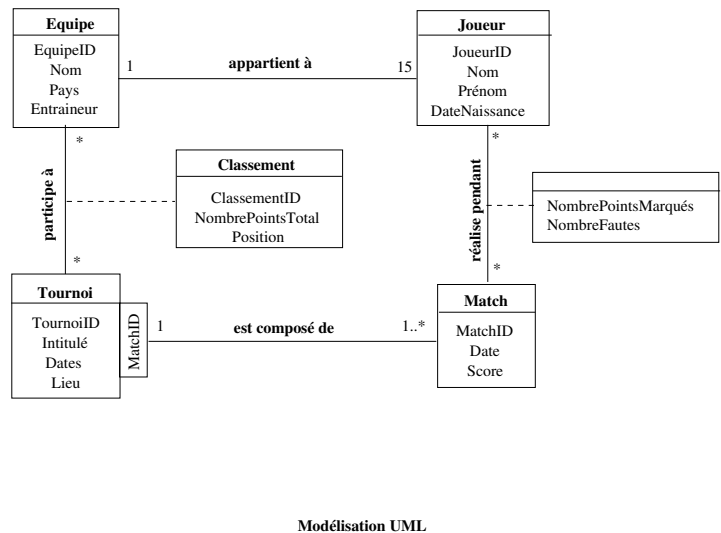 Equipe
EquipeID
Nom
Pays
Entraineur
1
appartient à
15
Joueur
JoueurID
Nom
Prénom
DateNaissance
*
participe à
*
Classement
ClassementID
NombrePointsTotal
Position
*
réalise pendant
*
NombrePointsMarqués
NombreFautes
Tournoi
TournoiID
Intitulé
Dates
Lieu
MatchID
1
est composé de
1..*
Match
MatchID
Date
Score
Modélisation UML